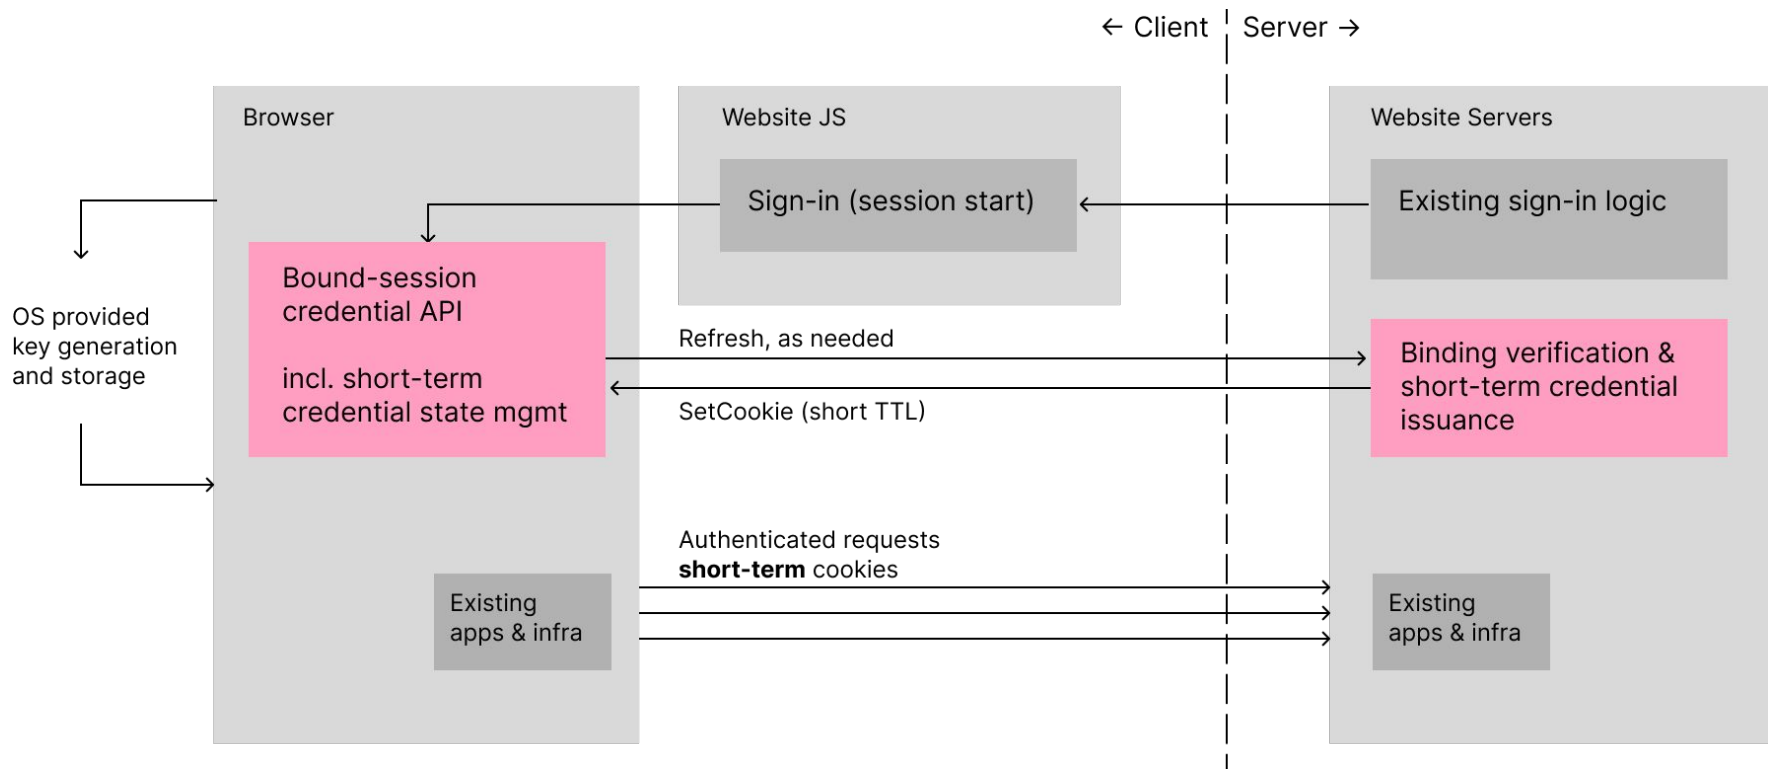 ← Client
Server →
Browser
Website JS
Website Servers
Sign-in (session start)
Existing sign-in logic
Bound-session
credential API
incl. short-term
credential state mgmt
OS provided
key generation
and storage
Refresh, as needed
SetCookie (short TTL)
Binding verification &
short-term credential
issuance
Authenticated requests
short-term cookies
Existing
apps & infra
Existing
apps & infra